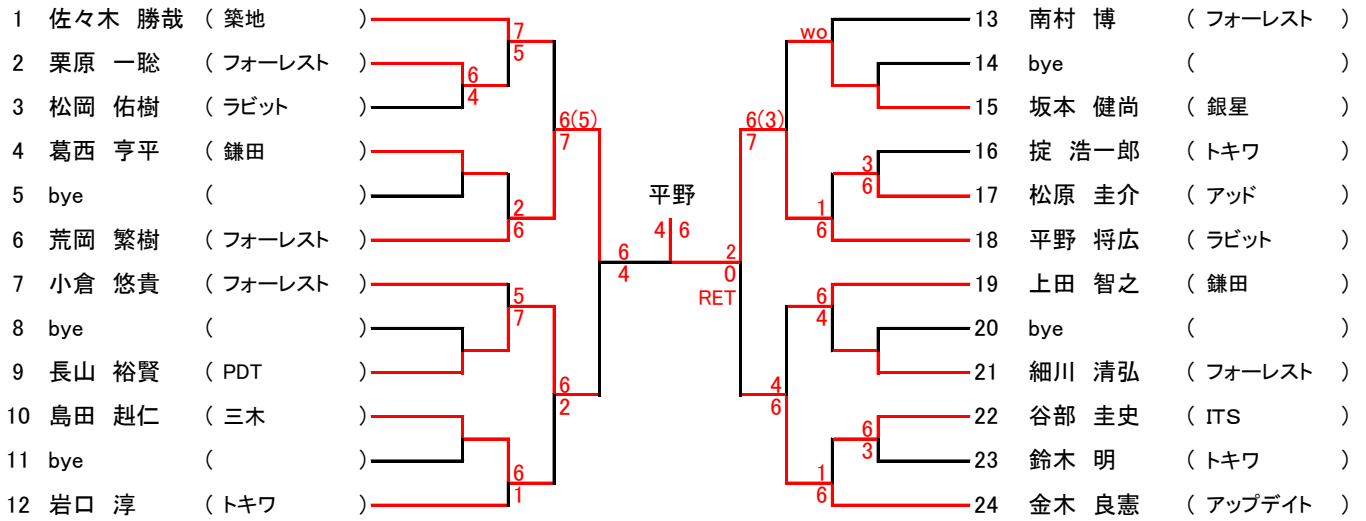 1 佐々木 勝哉 ( 築地 )
2 栗原 一聡 ( フォーレスト )
3 松岡 佑樹 ( ラビット )
4 葛西 亨平 ( 鎌田 )
5 bye ( )
6 荒岡 繁樹 ( フォーレスト )
7 小倉 悠貴 ( フォーレスト )
8 bye ( )
9 長山 裕賢 ( PDT )
10 島田 赳仁 ( 三木 )
11 bye ( )
12 岩口 淳 ( トキワ )
7
5
6
4
2
6
5
7
6
1
6(5)
7
6
2
6
4
平野
4 6
2
0
RET
6(3)
7
4
6
wo
1
6
3
6
6
4
6
3
1
6
13 南村 博 ( フォーレスト )
14 bye ( )
15 坂本 健尚 ( 銀星 )
16 掟 浩一郎 ( トキワ )
17 松原 圭介 ( アッド )
18 平野 将広 ( ラビット )
19 上田 智之 ( 鎌田 )
20 bye ( )
21 細川 清弘 ( フォーレスト )
22 谷部 圭史 ( ITS )
23 鈴木 明 ( トキワ )
24 金木 良憲 ( アップデイト )